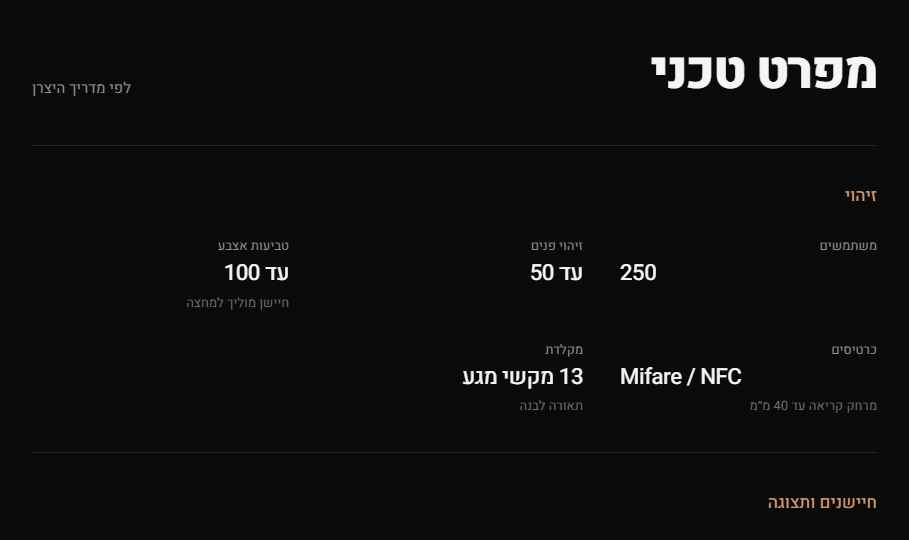 מפרט טכני
לפי מדריך היצרן
זיהוי
משתמשים
250
זיהוי פנים
עד 50
טביעות אצבע
עד 100
חיישן מוליך למחצה
כרטיסים
Mifare / NFC
מרחק קריאה עד 40 מ״מ
מקלדת
13 מקשי מגע
תאורה לבנה
חיישנים ותצוגה